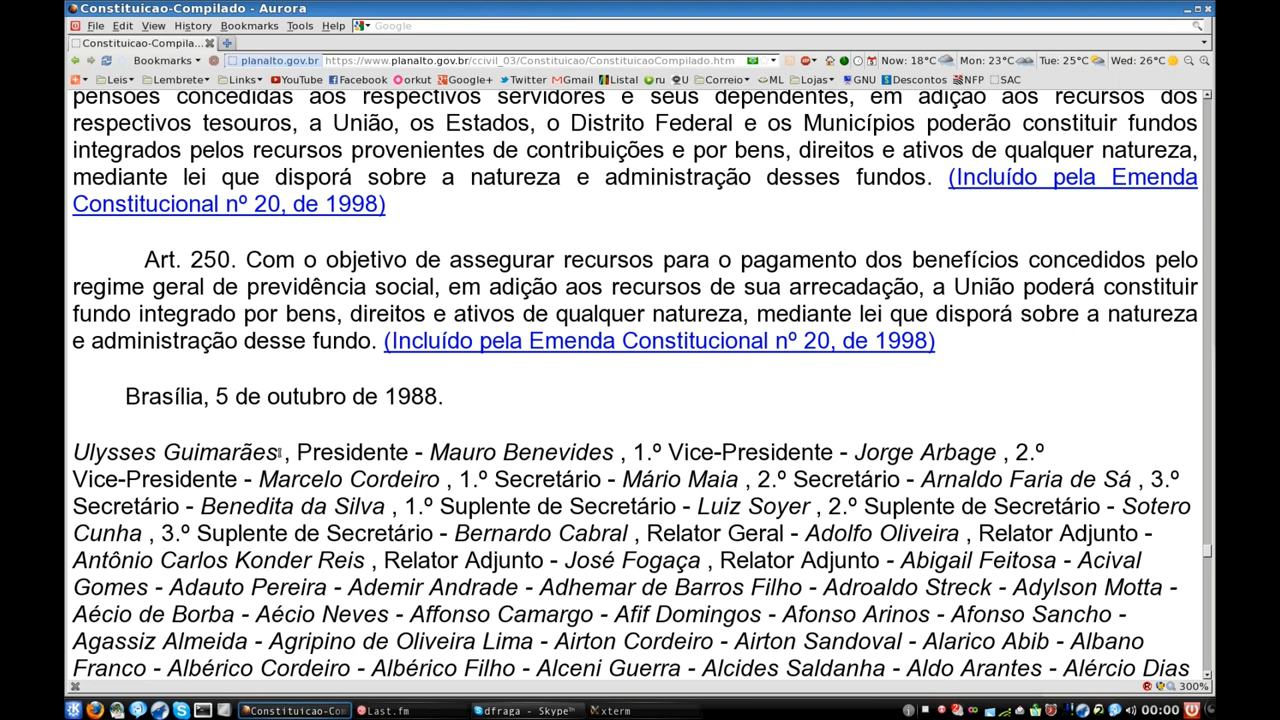 Constituicao-Compilado - Aurora
File Edit View History Bookmarks Tools Help Google
Constituicao-Compila...
Bookmarks planalto.gov.br https://www.planalto.gov.br/ccivil_03/Constituicao/ConstituicaoCompilado.htm Now: 18°C Mon: 23°C Tue: 25°C Wed: 26°C
Leis Lembrete Links YouTube Facebook orkut Google+ Twitter Gmail Listal ru U Correio ML Lojas GNU Descontos NFP SAC
pensões concedidas aos respectivos servidores e seus dependentes, em adição aos recursos dos
respectivos tesouros, a União, os Estados, o Distrito Federal e os Municípios poderão constituir fundos
integrados pelos recursos provenientes de contribuições e por bens, direitos e ativos de qualquer natureza,
mediante lei que disporá sobre a natureza e administração desses fundos. (Incluído pela Emenda
Constitucional nº 20, de 1998)
Art. 250. Com o objetivo de assegurar recursos para o pagamento dos benefícios concedidos pelo
regime geral de previdência social, em adição aos recursos de sua arrecadação, a União poderá constituir
fundo integrado por bens, direitos e ativos de qualquer natureza, mediante lei que disporá sobre a natureza
e administração desse fundo. (Incluído pela Emenda Constitucional nº 20, de 1998)
Brasília, 5 de outubro de 1988.
Ulysses Guimarães , Presidente - Mauro Benevides , 1.º Vice-Presidente - Jorge Arbage , 2.º
Vice-Presidente - Marcelo Cordeiro , 1.º Secretário - Mário Maia , 2.º Secretário - Arnaldo Faria de Sá , 3.º
Secretário - Benedita da Silva , 1.º Suplente de Secretário - Luiz Soyer , 2.º Suplente de Secretário - Sotero
Cunha , 3.º Suplente de Secretário - Bernardo Cabral , Relator Geral - Adolfo Oliveira , Relator Adjunto -
Antônio Carlos Konder Reis , Relator Adjunto - José Fogaça , Relator Adjunto - Abigail Feitosa - Acival
Gomes - Adauto Pereira - Ademir Andrade - Adhemar de Barros Filho - Adroaldo Streck - Adylson Motta -
Aécio de Borba - Aécio Neves - Affonso Camargo - Afif Domingos - Afonso Arinos - Afonso Sancho -
Agassiz Almeida - Agripino de Oliveira Lima - Airton Cordeiro - Airton Sandoval - Alarico Abib - Albano
Franco - Albérico Cordeiro - Albérico Filho - Alceni Guerra - Alcides Saldanha - Aldo Arantes - Alércio Dias
300%
Constituicao-Com Last.fm dfraga - Skype™ xterm 00:00